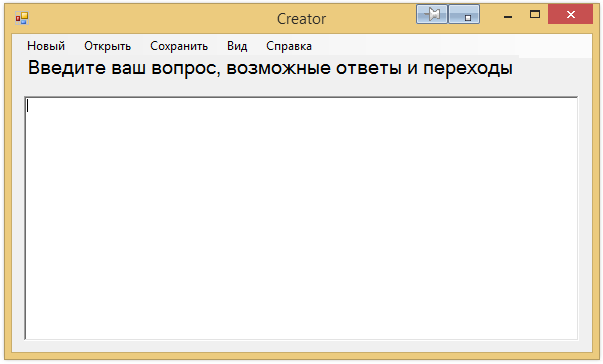 Creator
Новый Открыть Сохранить Вид Справка
Введите ваш вопрос, возможные ответы и переходы